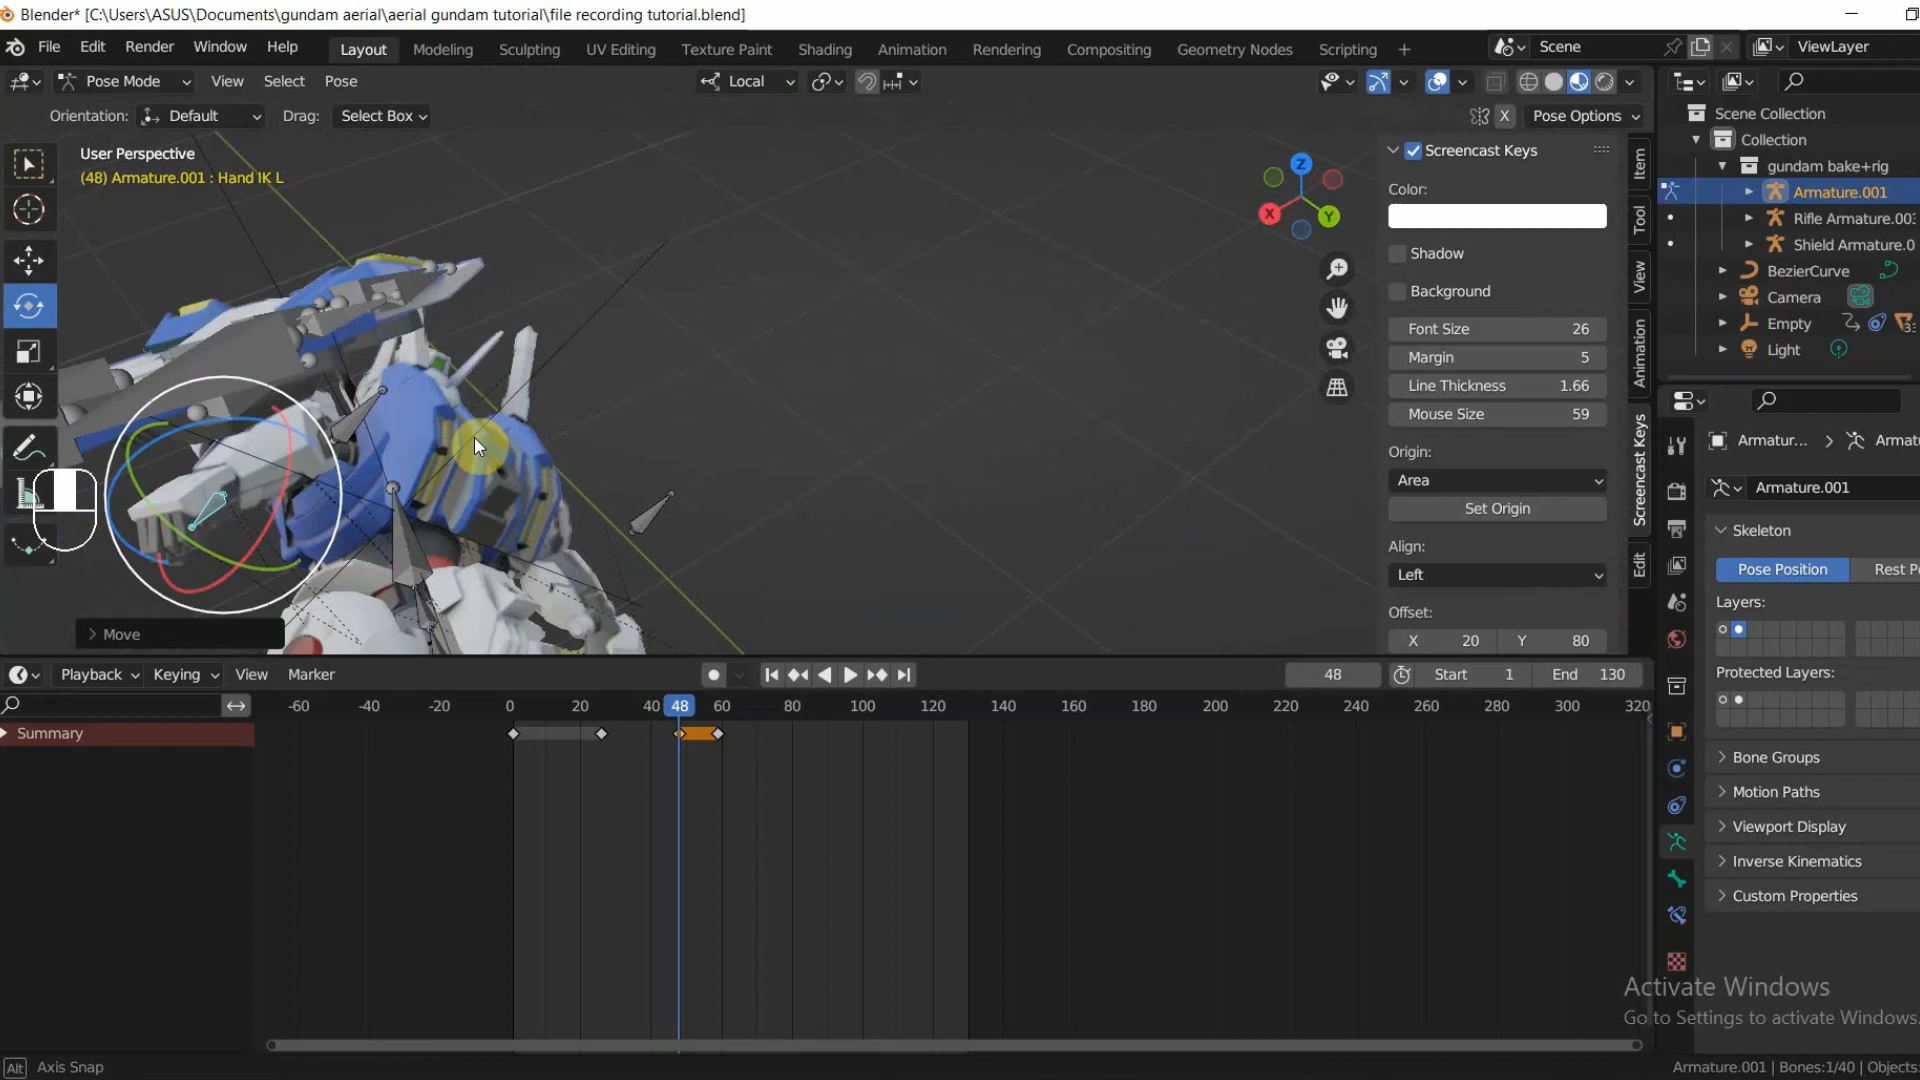 Blender* [C:\Users\ASUS\Documents\gundam aerial\aerial gundam tutorial\file recording tutorial.blend]
File Edit Render Window Help Layout Modeling Sculpting UV Editing Texture Paint Shading Animation Rendering Compositing Geometry Nodes Scripting + Scene ViewLayer
Pose Mode View Select Pose Local
Orientation: Default Drag: Select Box X Pose Options
User Perspective
(48) Armature.001 : Hand IK L
X
Y
Z
Move
Screencast Keys
Color:
Shadow
Background
Font Size 26
Margin 5
Line Thickness 1.66
Mouse Size 59
Origin:
Area
Set Origin
Align:
Left
Offset:
X 20 Y 80
Item
Tool
View
Animation
Screencast Keys
Edit
Scene Collection
Collection
gundam bake+rig
Armature.001
Rifle Armature.00
Shield Armature.0
BezierCurve
Camera
Empty
Light
Armatur... Armatu
Armature.001
Skeleton
Pose Position Rest P
Layers:
Protected Layers:
Bone Groups
Motion Paths
Viewport Display
Inverse Kinematics
Custom Properties
Playback Keying View Marker 48 Start 1 End 130
-60 -40 -20 0 20 40 48 60 80 100 120 140 160 180 200 220 240 260 280 300 320
Summary
Activate Windows
Go to Settings to activate Windows.
Alt Axis Snap
Armature.001 | Bones:1/40 | Objects: